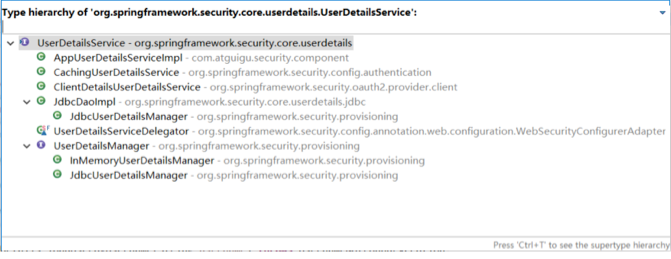 Type hierarchy of 'org.springframework.security.core.userdetails.UserDetailsService':
UserDetailsService - org.springframework.security.core.userdetails
AppUserDetailsServiceImpl - com.atguigu.security.component
CachingUserDetailsService - org.springframework.security.config.authentication
ClientDetailsUserDetailsService - org.springframework.security.oauth2.provider.client
JdbcDaoImpl - org.springframework.security.core.userdetails.jdbc
JdbcUserDetailsManager - org.springframework.security.provisioning
UserDetailsServiceDelegator - org.springframework.security.config.annotation.web.configuration.WebSecurityConfigurerAdapter
UserDetailsManager - org.springframework.security.provisioning
InMemoryUserDetailsManager - org.springframework.security.provisioning
JdbcUserDetailsManager - org.springframework.security.provisioning
Press 'Ctrl+T' to see the supertype hierarchy